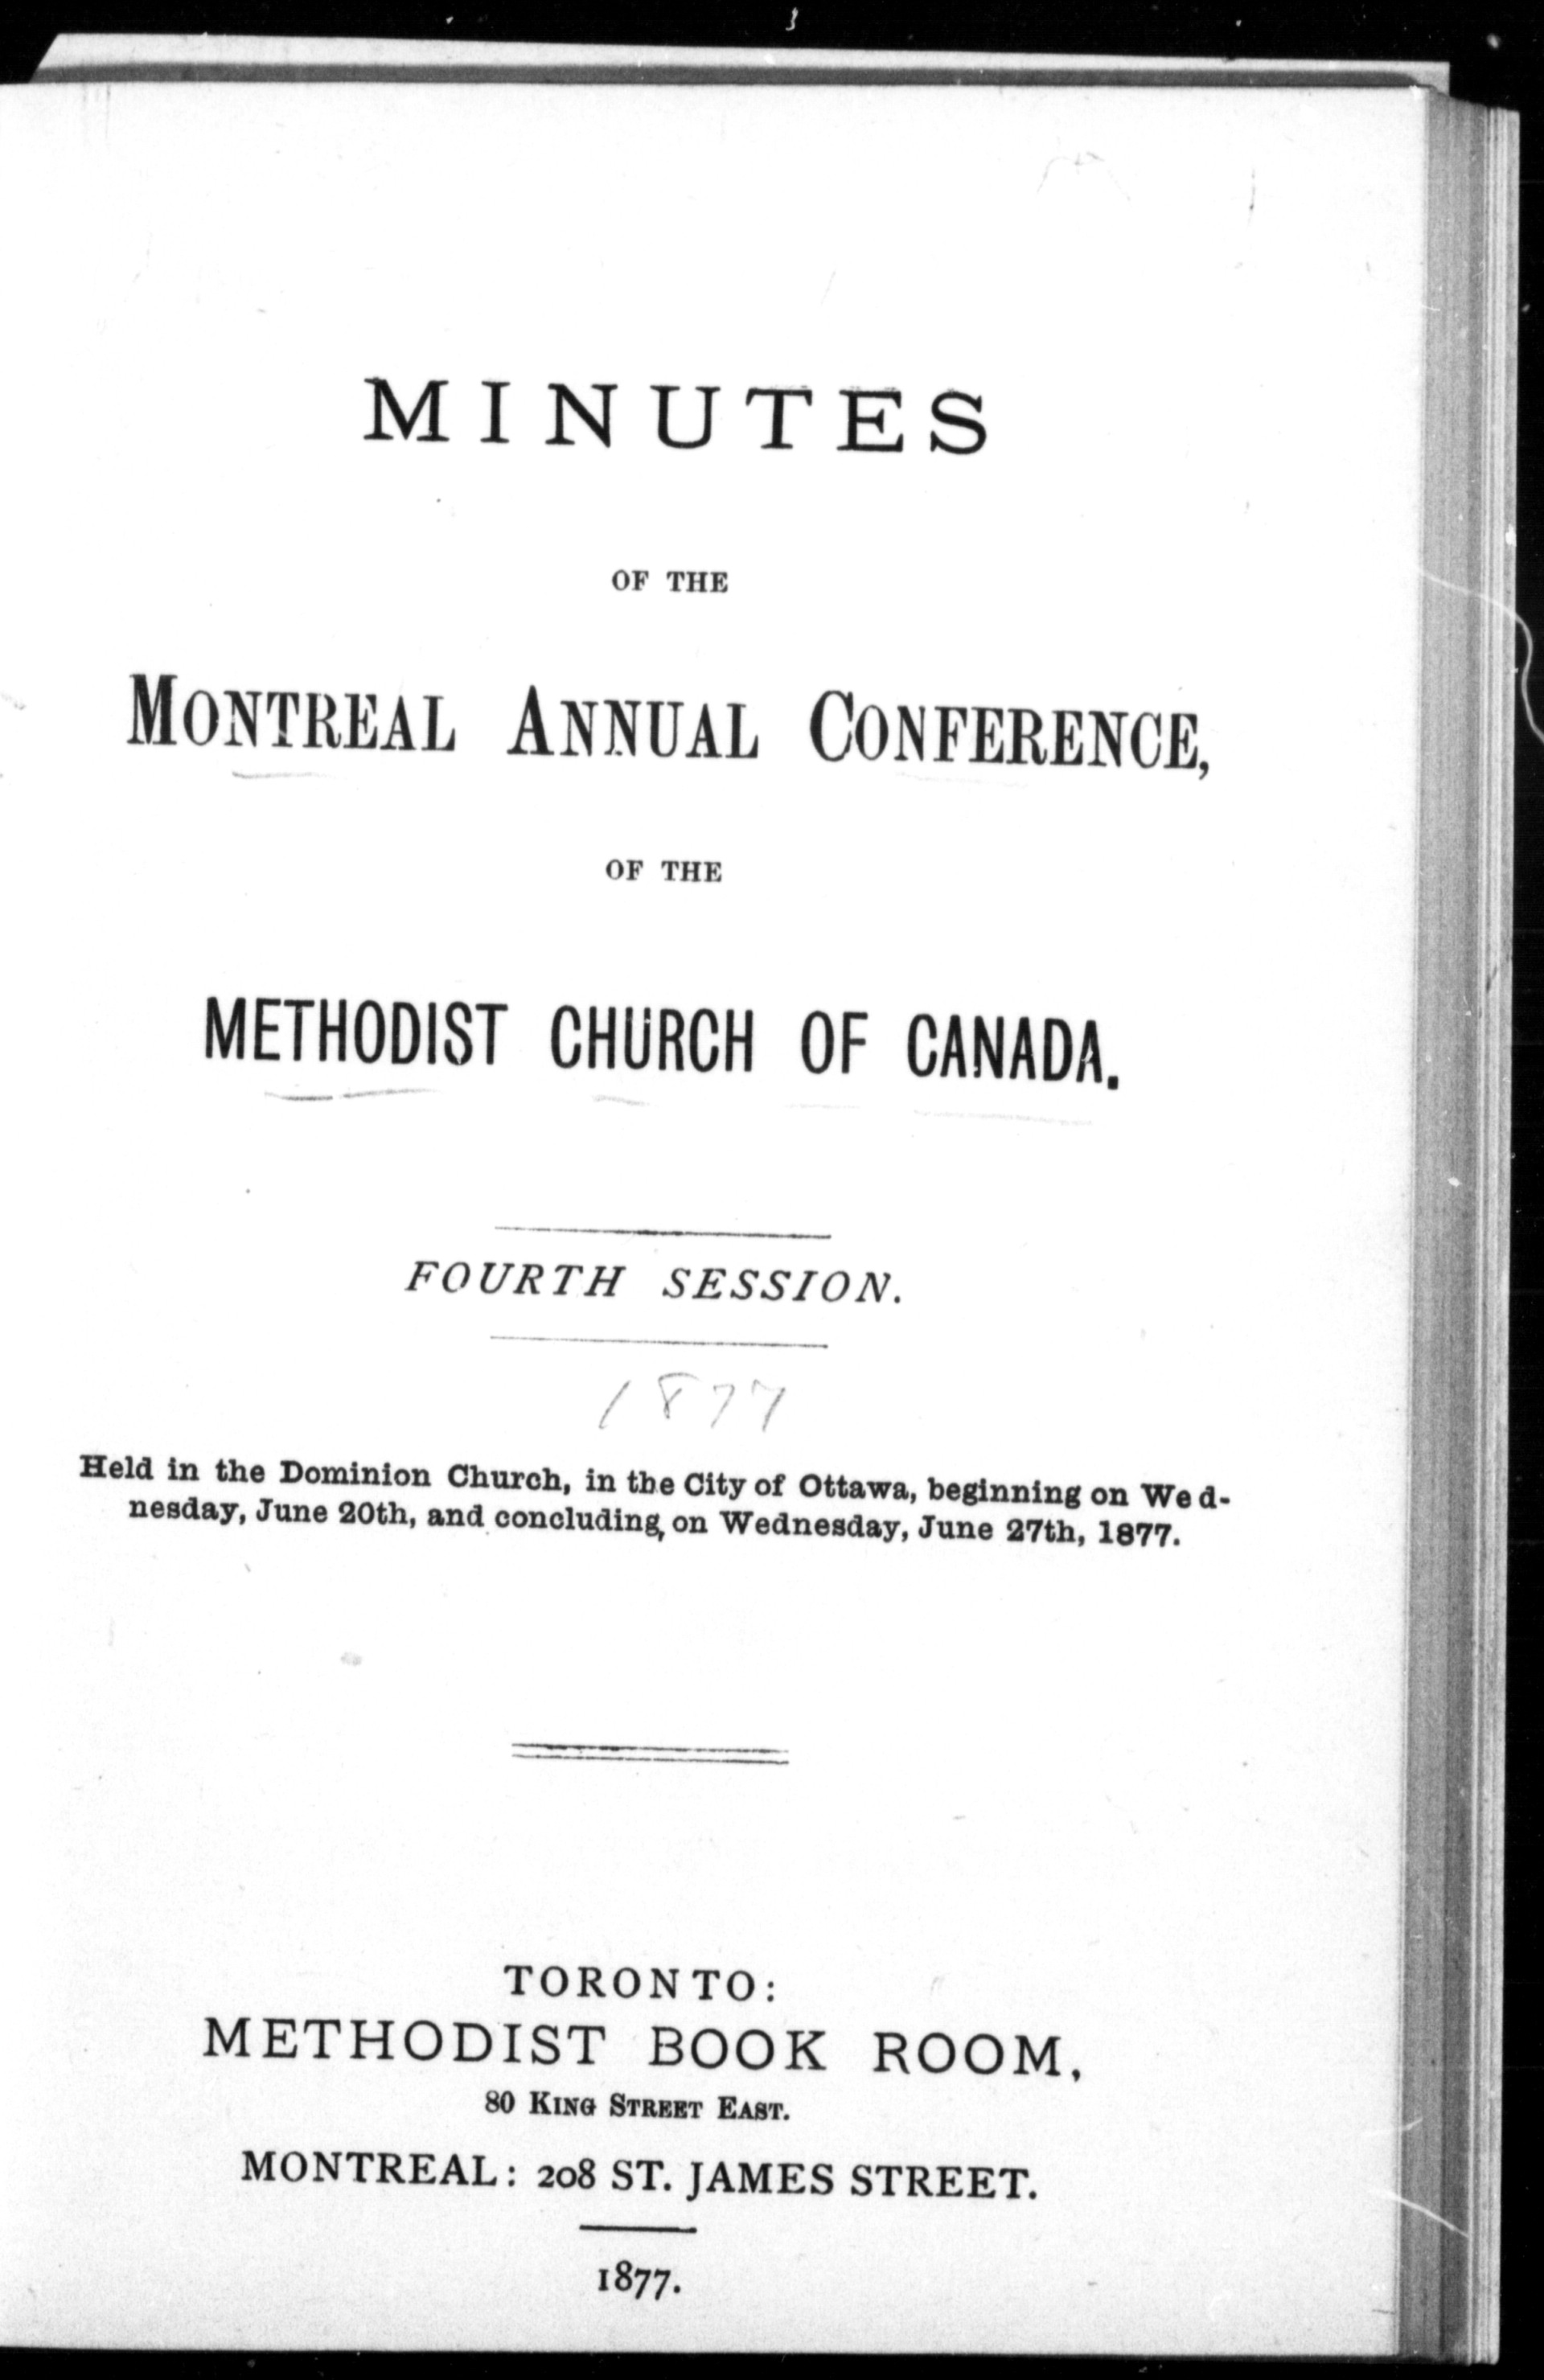 MINUTES
OF THE
MONTREAL ANNUAL CONFERENCE,
OF THE
METHODIST CHURCH OF CANADA.
FOURTH SESSION.
1877
Held in the Dominion Church, in the City of Ottawa, beginning on Wed-
nesday, June 20th, and concluding on Wednesday, June 27th, 1877.
TORONTO:
METHODIST BOOK ROOM,
80 KING STREET EAST.
MONTREAL: 208 ST. JAMES STREET.
1877.